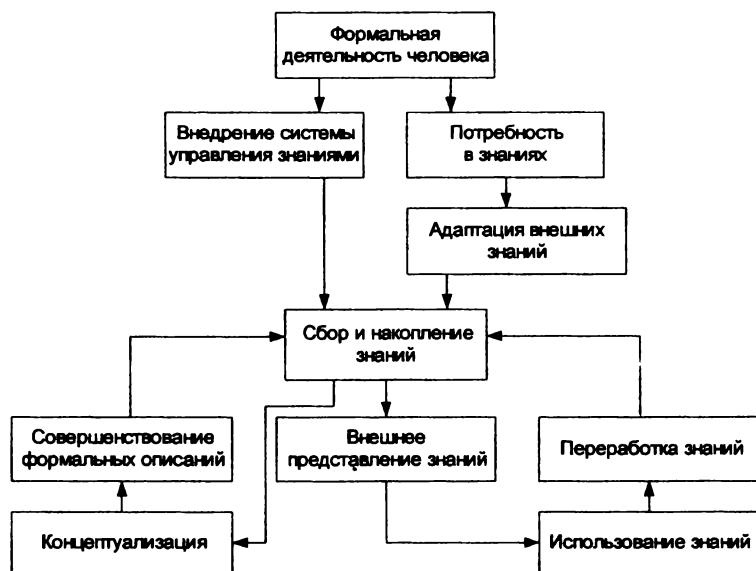 Формальная
деятельность человека
Внедрение системы
управления знаниями
Потребность
в знаниях
Адаптация внешних
знаний
Сбор и накопление
знаний
Совершенствование
формальных описаний
Внешнее
представление знаний
Переработка знаний
Концептуализация
Использование знаний